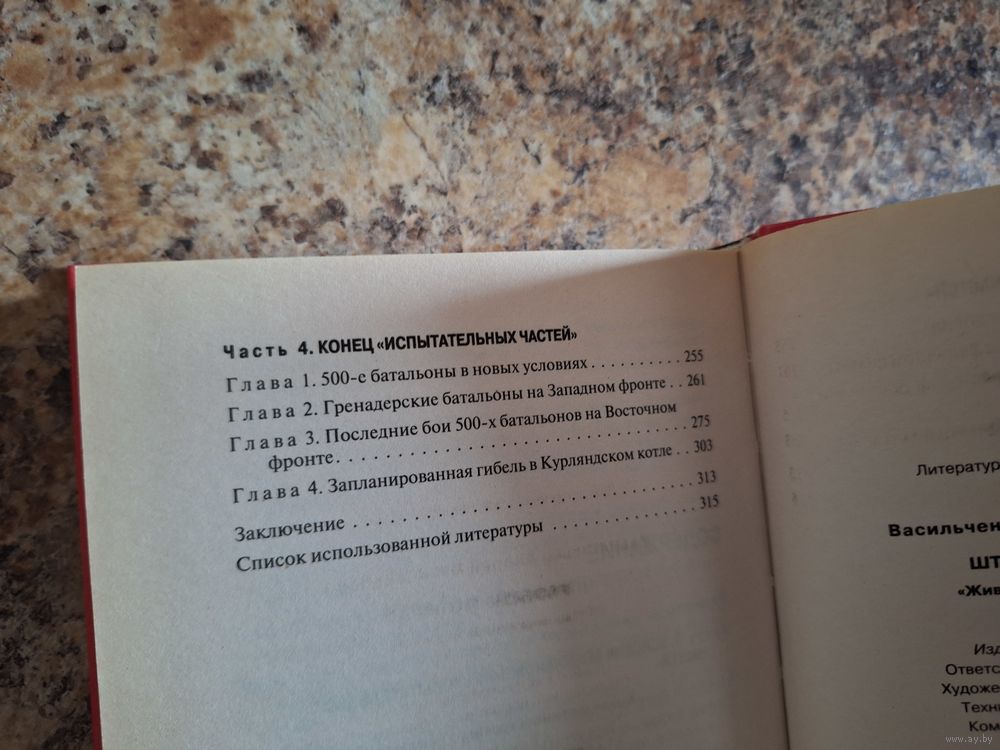 Часть 4. КОНЕЦ «ИСПЫТАТЕЛЬНЫХ ЧАСТЕЙ»
Глава 1. 500-е батальоны в новых условиях . . . . . . . . . . 255
Глава 2. Гренадерские батальоны на Западном фронте . . 261
Глава 3. Последние бои 500-х батальонов на Восточном
фронте. . . . . . . . . . . . . . . . . . . . . . . . . . . . . . 275
Глава 4. Запланированная гибель в Курляндском котле . . 303
Заключение . . . . . . . . . . . . . . . . . . . . . . . . . . . . 313
Список использованной литературы . . . . . . . . . . . . 315
Литератур
Васильчен
ШТ
«Жив
Изд
Ответс
Художе
Техн
Ком
www.ay.by